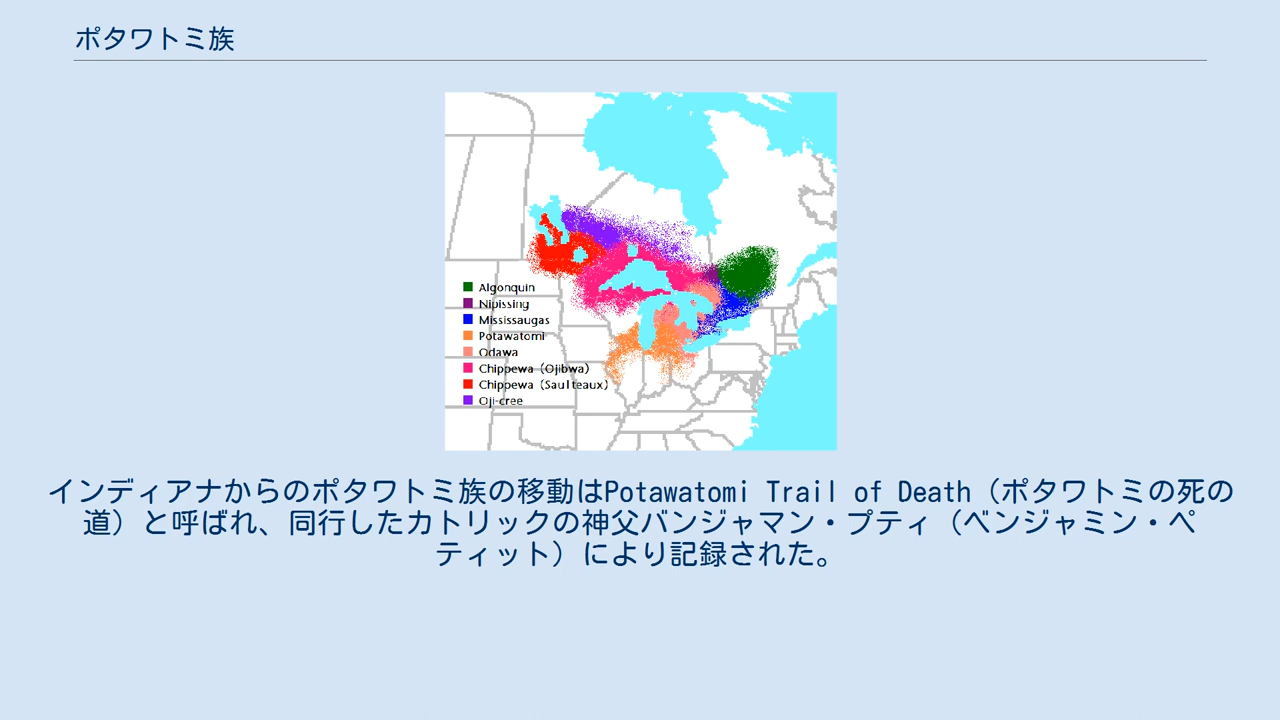 ポタワトミ族
Algonquin
Nipissing
Mississaugas
Potawatomi
Odawa
Chippewa (Ojibwa)
Chippewa (Saulteaux)
Oji-cree
インディアナからのポタワトミ族の移動はPotawatomi Trail of Death（ポタワトミの死の
道）と呼ばれ、同行したカトリックの神父バンジャマン・プティ（ベンジャミン・ペ
ティット）により記録された。